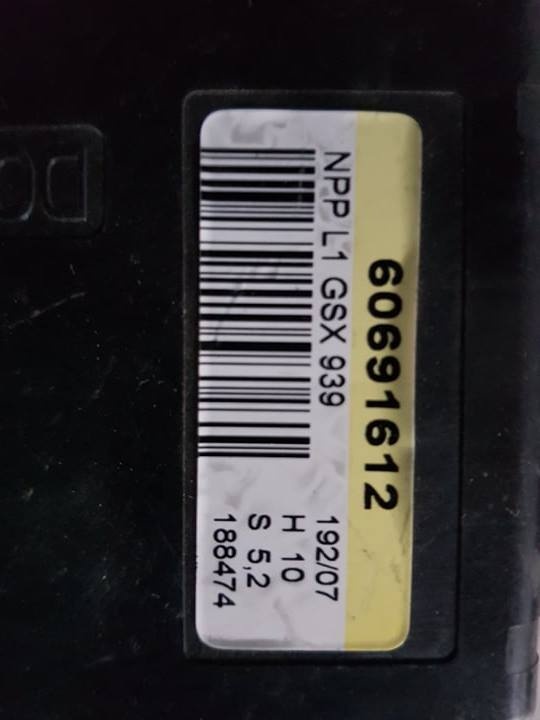 60691612
NPP L1 GSX 939
192/07
H 10
S 5,2
188474